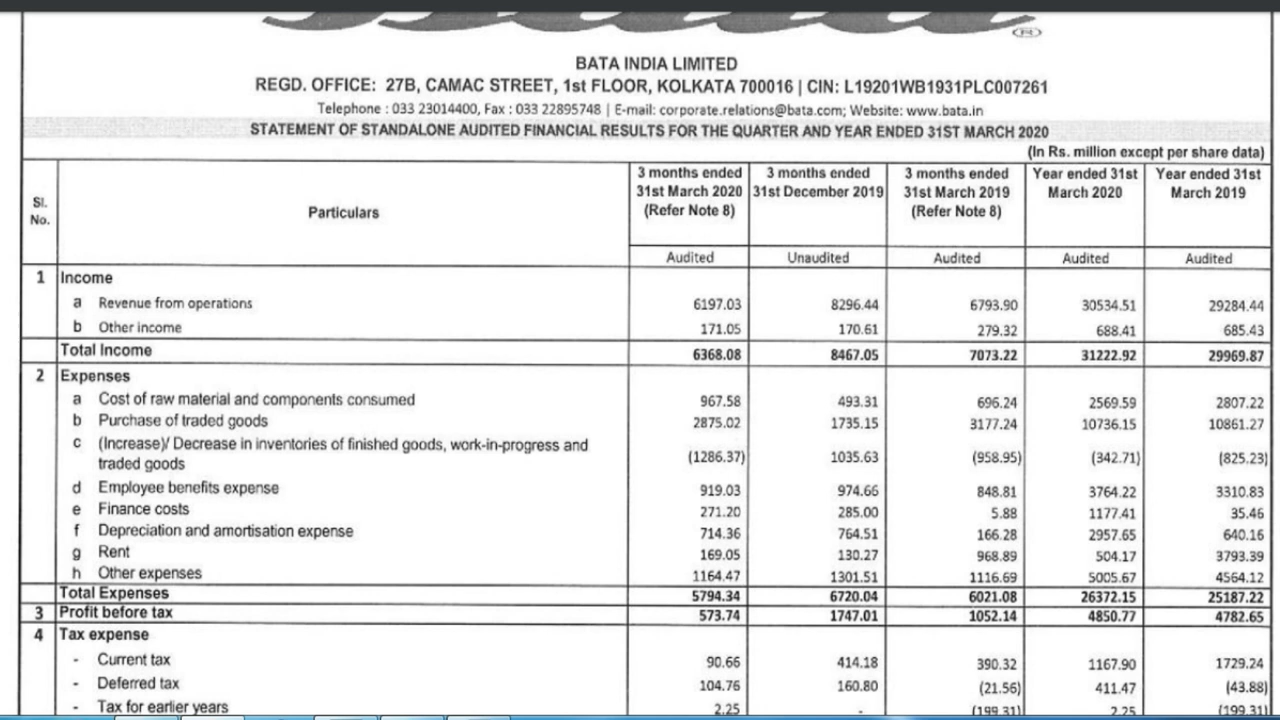 BATA INDIA LIMITED
REGD. OFFICE: 27B, CAMAC STREET, 1st FLOOR, KOLKATA 700016 | CIN: L19201WB1931PLC007261
Telephone : 033 23014400, Fax : 033 22895748 | E-mail: corporate.relations@bata.com; Website: www.bata.in
STATEMENT OF STANDALONE AUDITED FINANCIAL RESULTS FOR THE QUARTER AND YEAR ENDED 31ST MARCH 2020
(In Rs. million except per share data)
Sl. No. Particulars 3 months ended 31st March 2020 (Refer Note 8) 3 months ended 31st December 2019 3 months ended 31st March 2019 (Refer Note 8) Year ended 31st March 2020 Year ended 31st March 2019
Audited Unaudited Audited Audited Audited
1 Income
a Revenue from operations 6197.03 8296.44 6793.90 30534.51 29284.44
b Other income 171.05 170.61 279.32 688.41 685.43
Total Income 6368.08 8467.05 7073.22 31222.92 29969.87
2 Expenses
a Cost of raw material and components consumed 967.58 493.31 696.24 2569.59 2807.22
b Purchase of traded goods 2875.02 1735.15 3177.24 10736.15 10861.27
c (Increase)/ Decrease in inventories of finished goods, work-in-progress and
traded goods (1286.37) 1035.63 (958.95) (342.71) (825.23)
d Employee benefits expense 919.03 974.66 848.81 3764.22 3310.83
e Finance costs 271.20 285.00 5.88 1177.41 35.46
f Depreciation and amortisation expense 714.36 764.51 166.28 2957.65 640.16
g Rent 169.05 130.27 968.89 504.17 3793.39
h Other expenses 1164.47 1301.51 1116.69 5005.67 4564.12
Total Expenses 5794.34 6720.04 6021.08 26372.15 25187.22
3 Profit before tax 573.74 1747.01 1052.14 4850.77 4782.65
4 Tax expense
- Current tax 90.66 414.18 390.32 1167.90 1729.24
- Deferred tax 104.76 160.80 (21.56) 411.47 (43.88)
- Tax for earlier years 2.25 - (199.31) 2.25 (199.31)